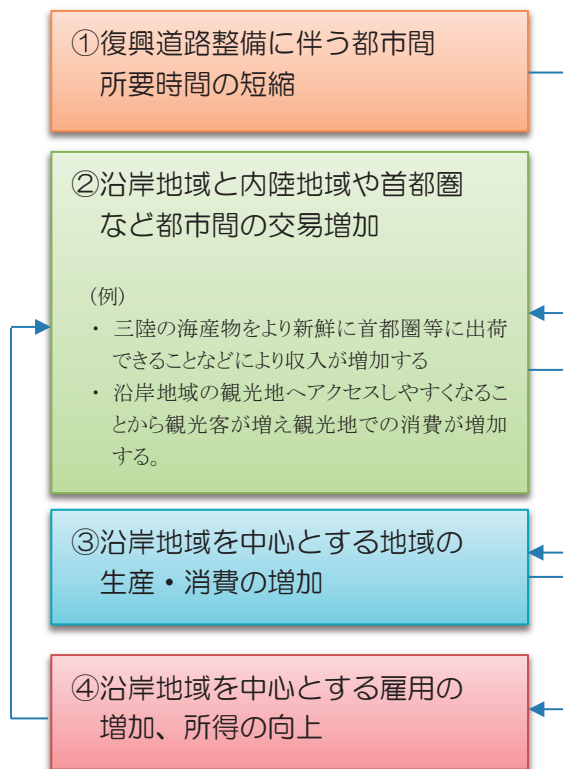 ①復興道路整備に伴う都市間
所要時間の短縮
②沿岸地域と内陸地域や首都圏
など都市間の交易増加
(例)
・ 三陸の海産物をより新鮮に首都圏等に出荷
できることなどにより収入が増加する
・ 沿岸地域の観光地へアクセスしやすくなるこ
とから観光客が増え観光地での消費が増加
する。
③沿岸地域を中心とする地域の
生産・消費の増加
④沿岸地域を中心とする雇用の
増加、所得の向上